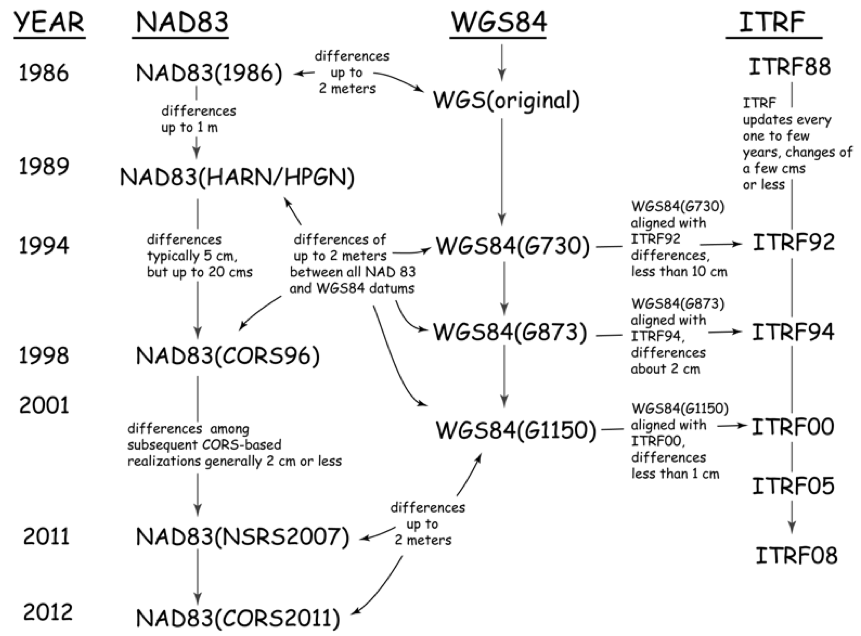 YEAR NAD83 WGS84 ITRF
1986
NAD83(1986)
differences
up to
2 meters
WGS(original)
ITRF88
differences
up to 1 m
ITRF
updates every
one to few
years, changes of
a few cms
or less
1989
NAD83(HARN/HPGN)
1994
differences
typically 5 cm,
but up to 20 cms
differences of
up to 2 meters
between all NAD 83
and WGS84 datums
WGS84(G730)
WGS84(G730)
aligned with
ITRF92
differences,
less than 10 cm
ITRF92
WGS84(G873)
WGS84(G873)
aligned with
ITRF94,
differences
about 2 cm
ITRF94
1998
NAD83(CORS96)
2001
WGS84(G1150)
WGS84(G1150)
aligned with
ITRF00,
differences
less than 1 cm
ITRF00
differences among
subsequent CORS-based
realizations generally 2 cm or less
ITRF05
differences
up to
2 meters
2011
NAD83(NSRS2007)
ITRF08
2012
NAD83(CORS2011)